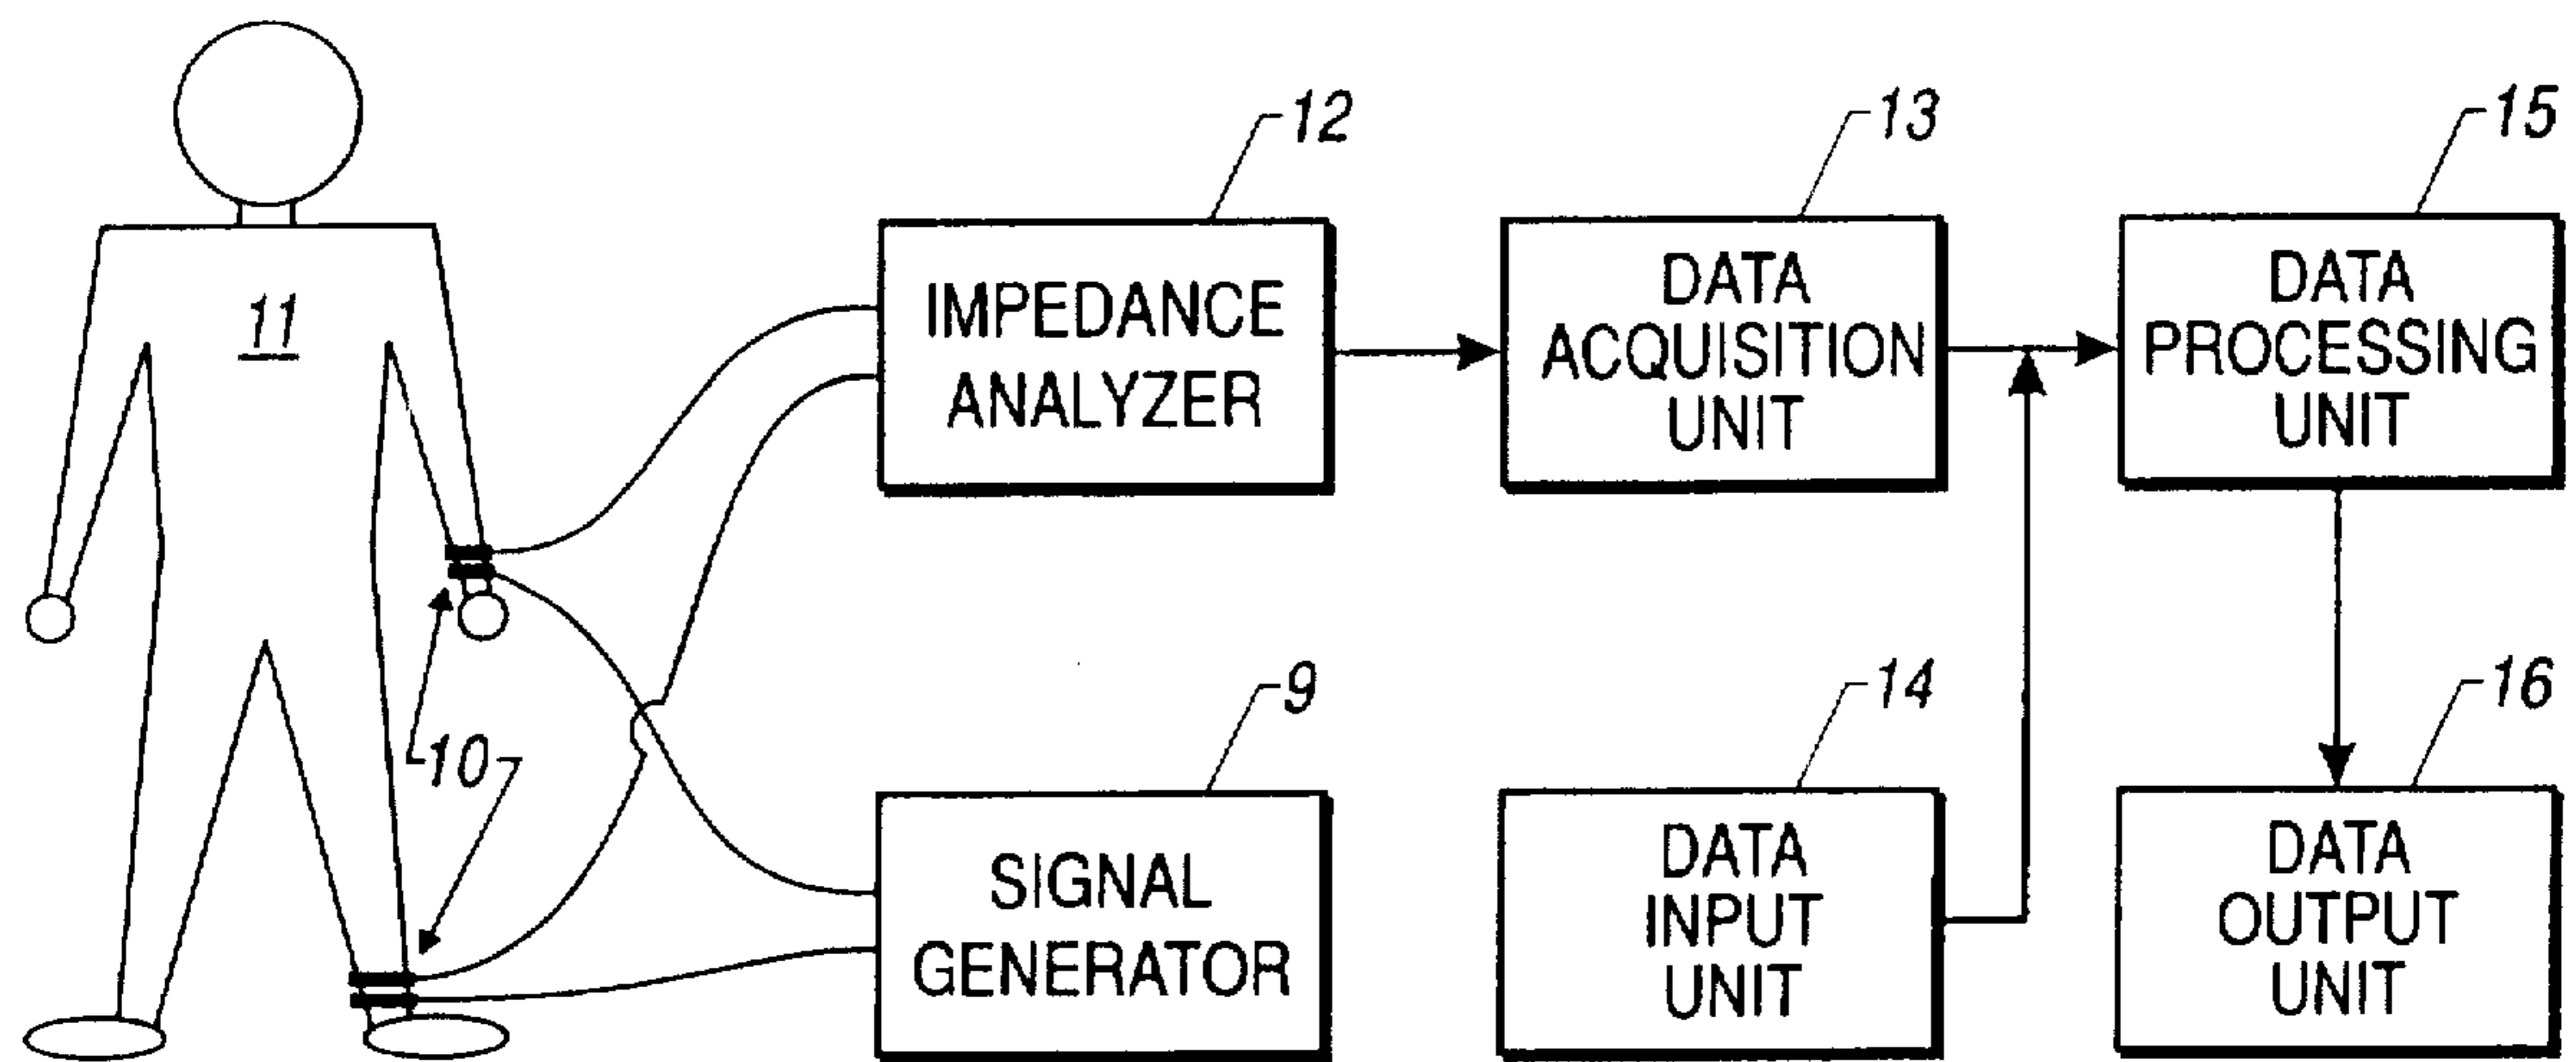 12
13
15
11
IMPEDANCE
ANALYZER
DATA
ACQUISITION
UNIT
DATA
PROCESSING
UNIT
10
9
14
16
SIGNAL
GENERATOR
DATA
INPUT
UNIT
DATA
OUTPUT
UNIT